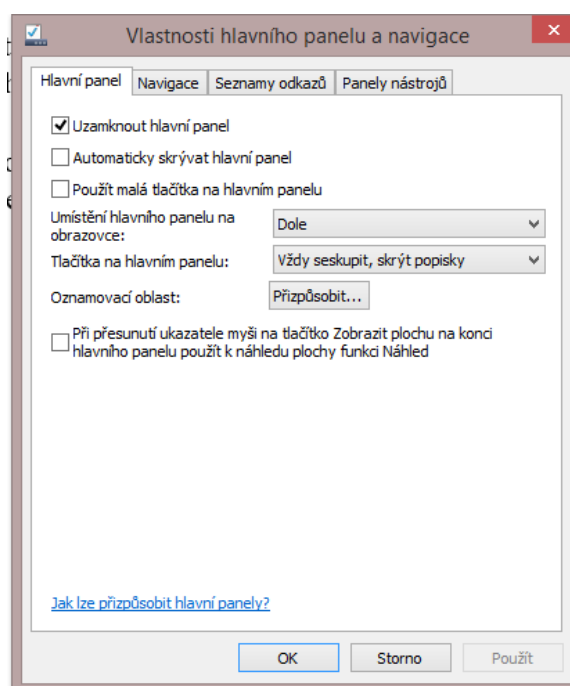 Vlastnosti hlavního panelu a navigace
Hlavní panel Navigace Seznamy odkazů Panely nástrojů
Uzamknout hlavní panel
Automaticky skrývat hlavní panel
Použít malá tlačítka na hlavním panelu
Umístění hlavního panelu na
obrazovce:
Dole
Tlačítka na hlavním panelu:
Vždy seskupit, skrýt popisky
Oznamovací oblast:
Přizpůsobit...
Při přesunutí ukazatele myši na tlačítko Zobrazit plochu na konci
hlavního panelu použít k náhledu plochy funkci Náhled
Jak lze přizpůsobit hlavní panely?
OK Storno Použít